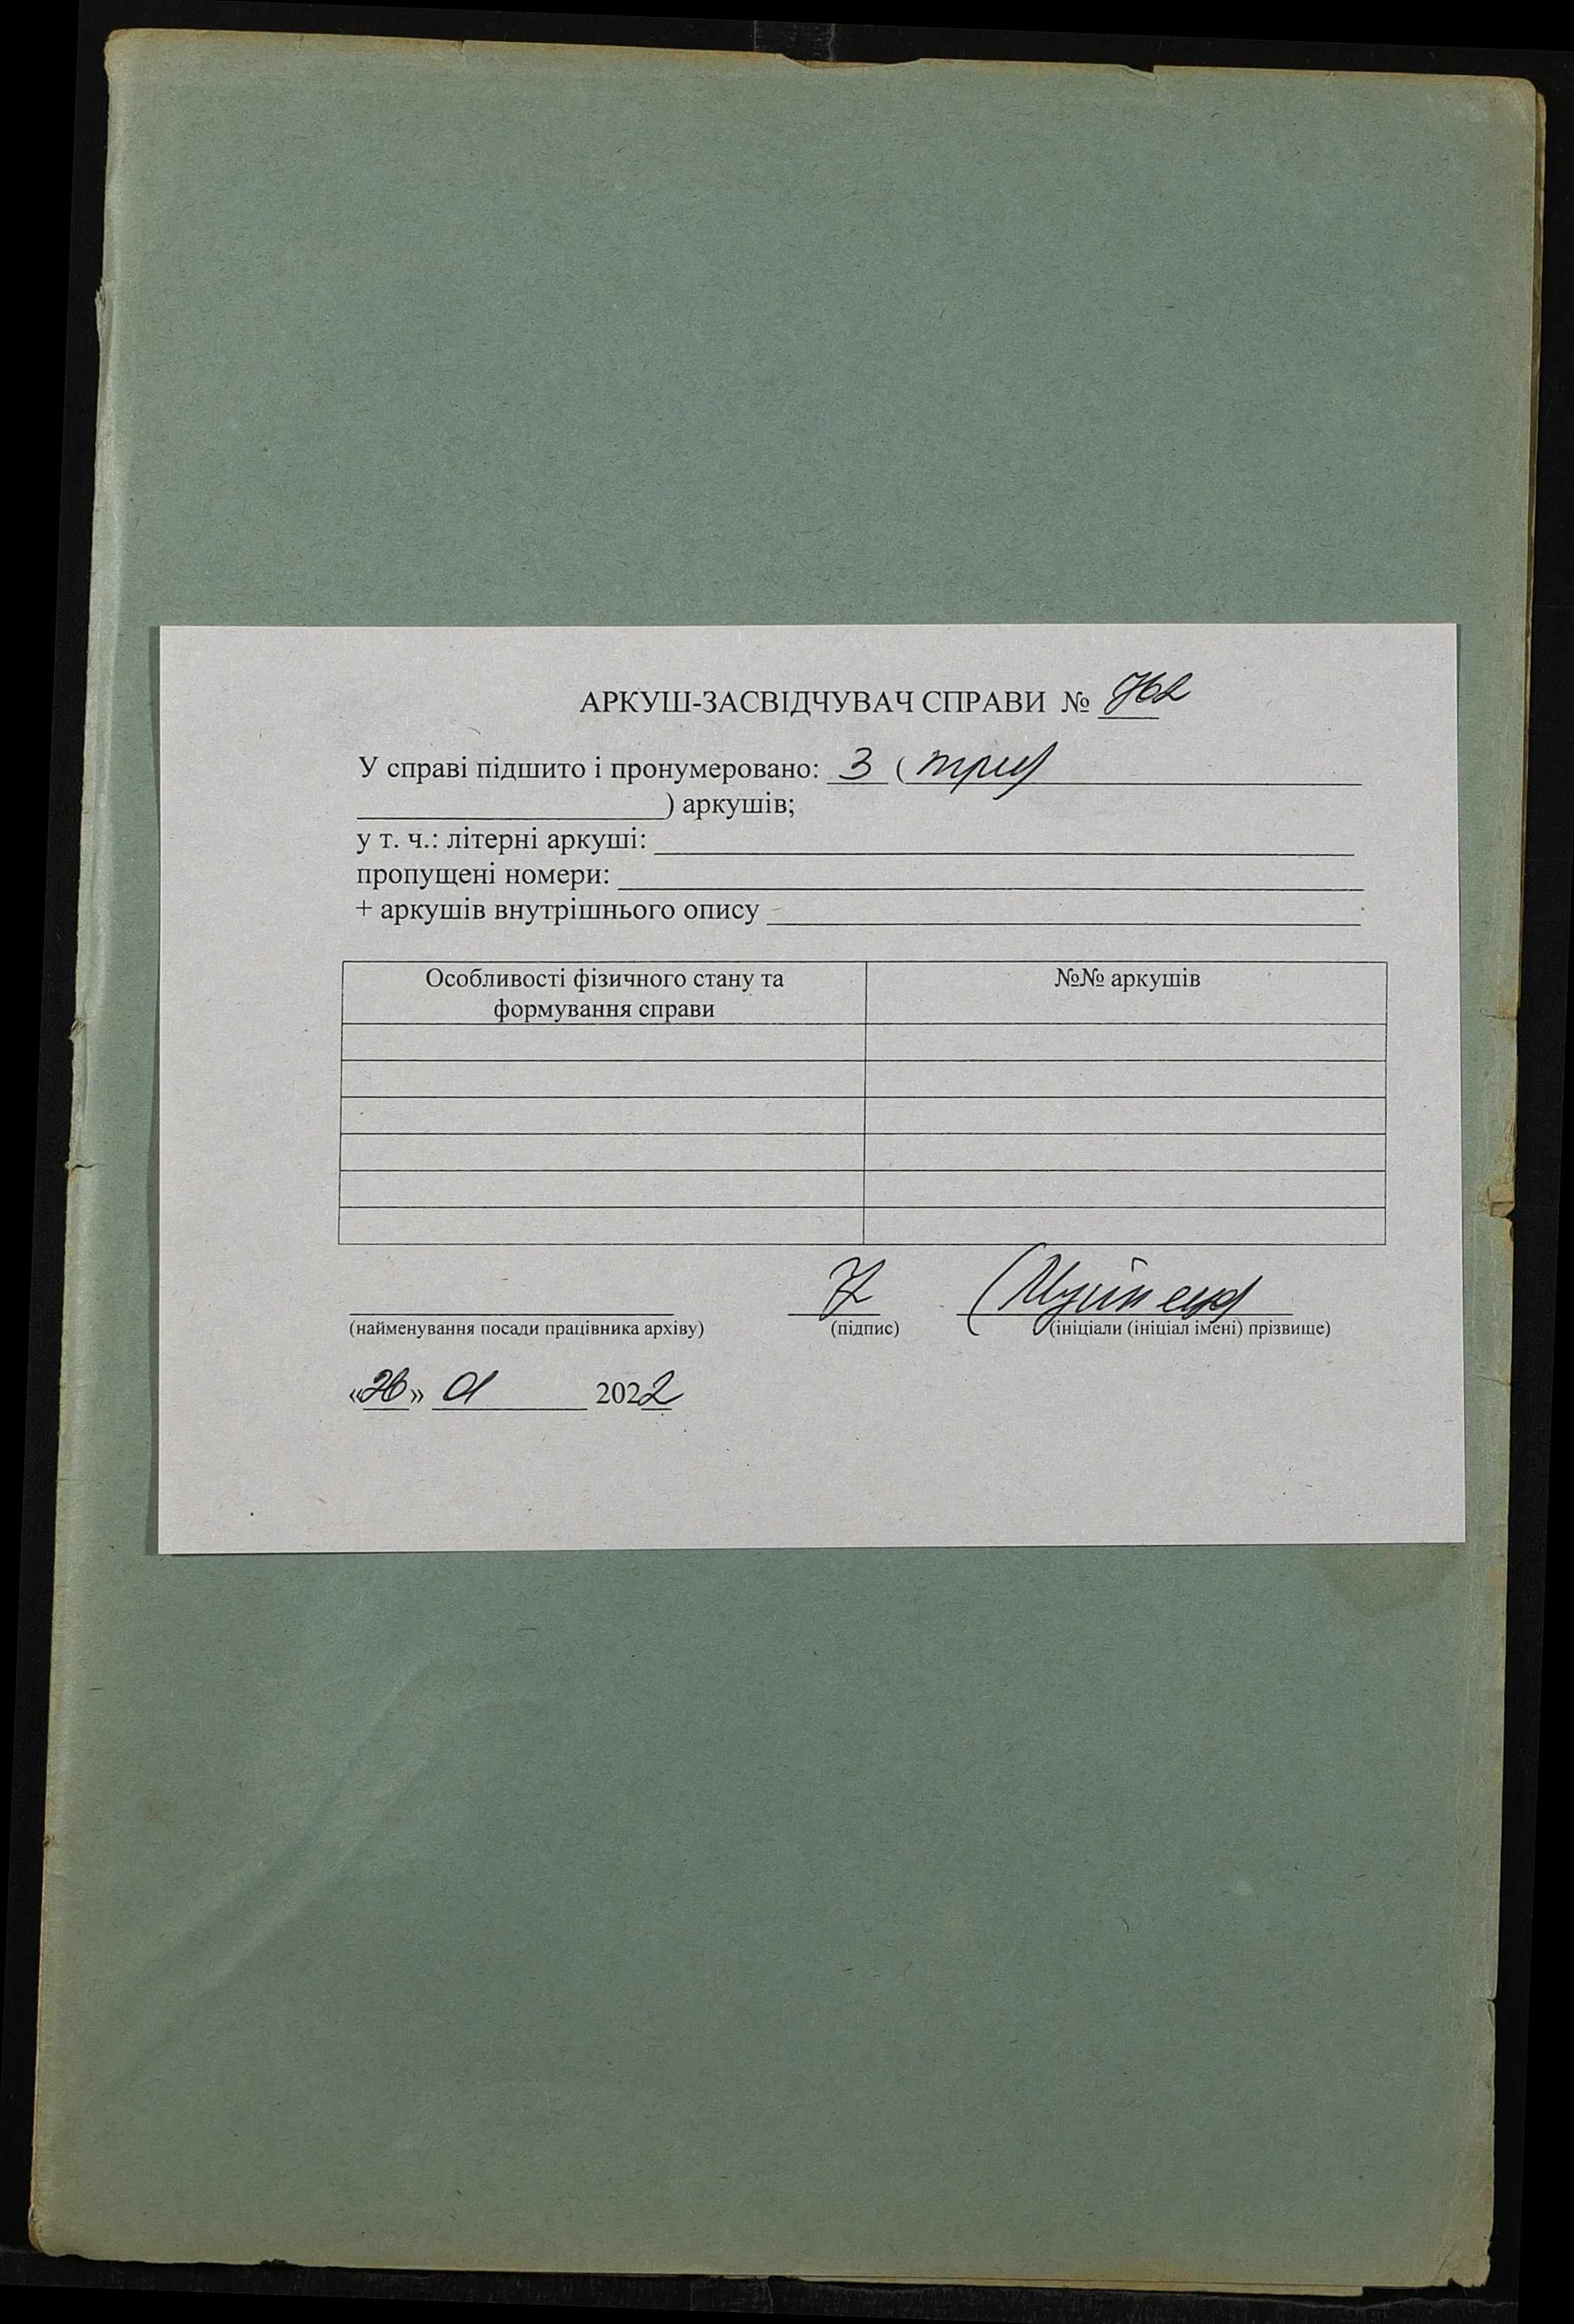 АРКУШ-ЗАСВІДЧУВАЧ СПРАВИ № 762
У справі підшито і пронумеровано: 3 ( три
) аркушів;
у т. ч.: літерні аркуші:
пропущені номери:
+ аркушів внутрішнього опису
Особливості фізичного стану та
формування справи
№№ аркушів
(найменування посади працівника архіву) (підпис) (ініціали (ініціал імені) прізвище)
«26» 01 2022